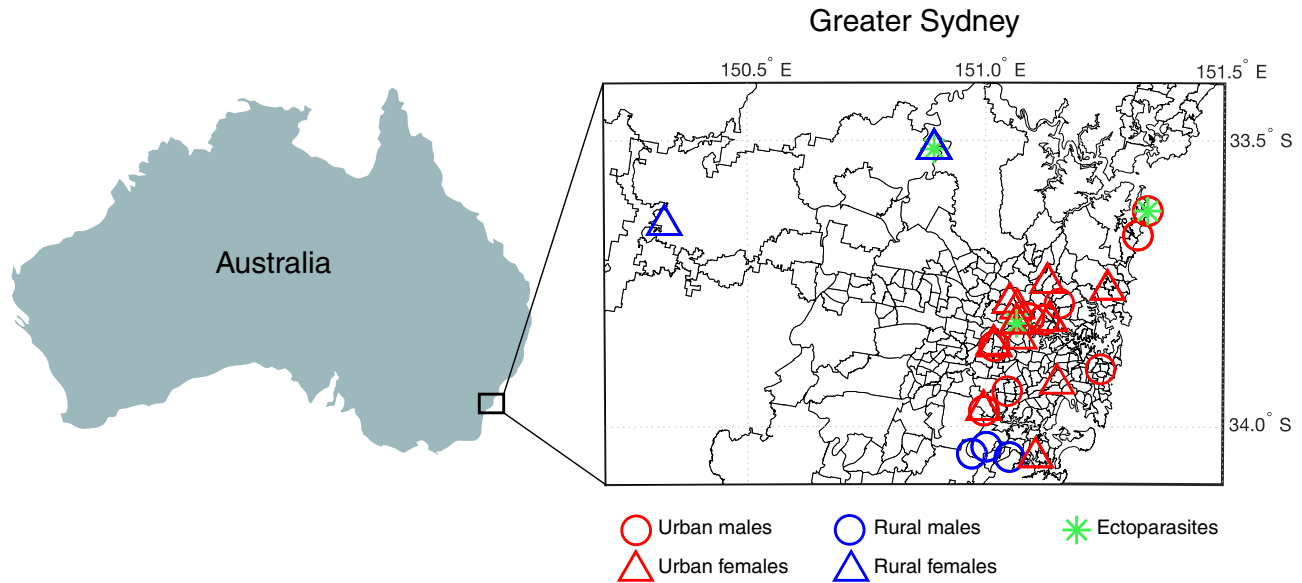 Greater Sydney
150.5° E 151.0° E 151.5° E
33.5° S
Australia
34.0° S
Urban males Rural males Ectoparasites
Urban females Rural females